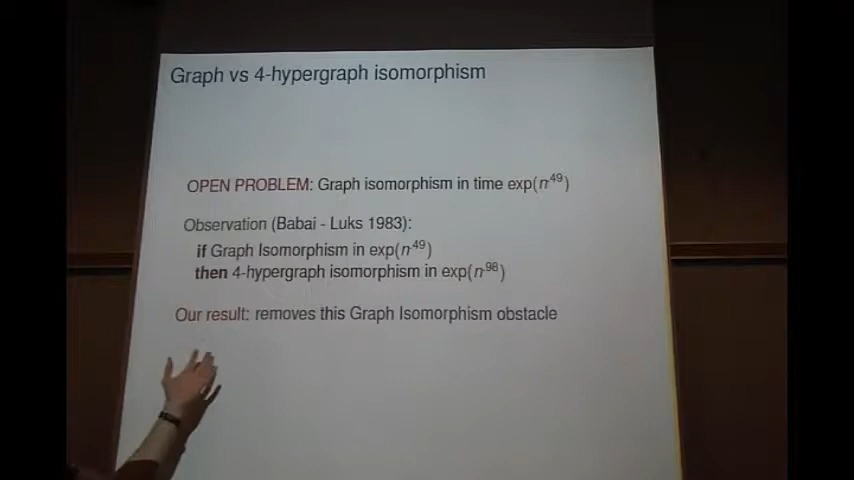 Graph vs 4-hypergraph isomorphism
OPEN PROBLEM: Graph isomorphism in time exp(n^.49)
Observation (Babai - Luks 1983):
if Graph Isomorphism in exp(n^.49)
then 4-hypergraph isomorphism in exp(n^.98)
Our result: removes this Graph Isomorphism obstacle